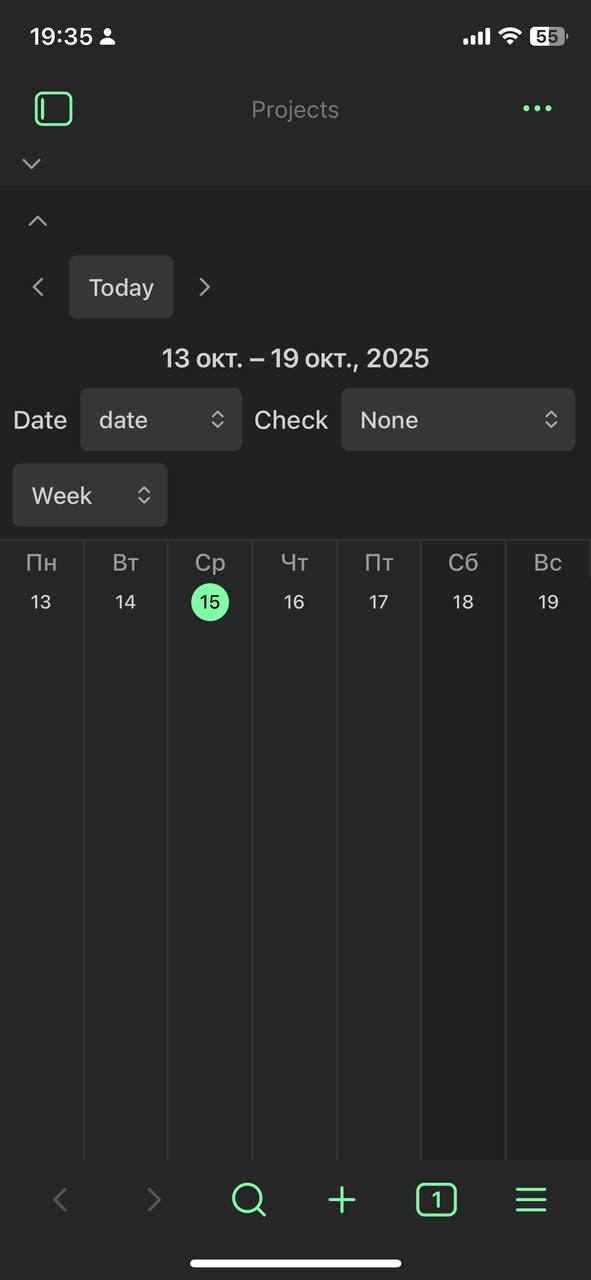 19:35 55
Projects
Today
13 окт. – 19 окт., 2025
Date date Check None
Week
Пн Вт Ср Чт Пт Сб Вс
13 14 15 16 17 18 19
1